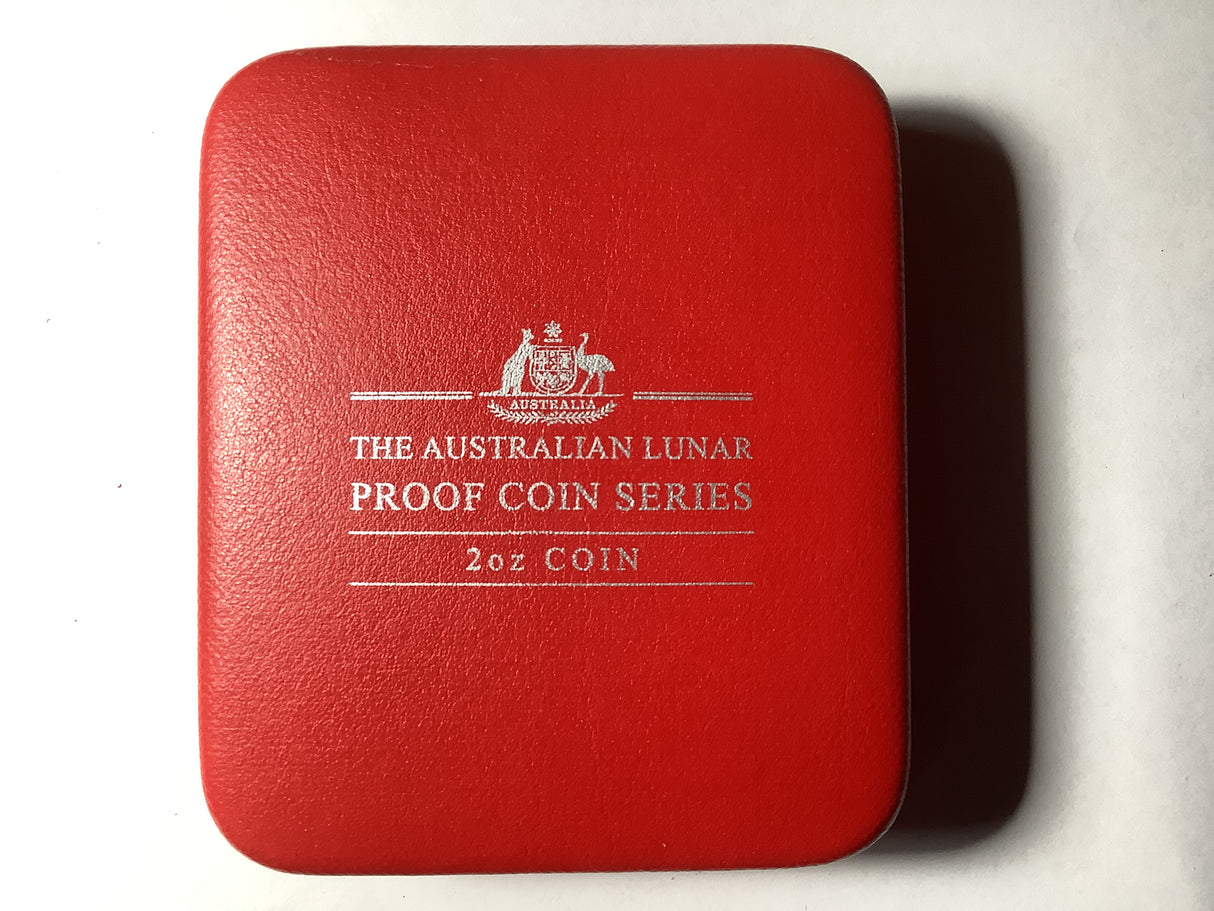 AUSTRALIA
THE AUSTRALIAN LUNAR
PROOF COIN SERIES
2oz COIN